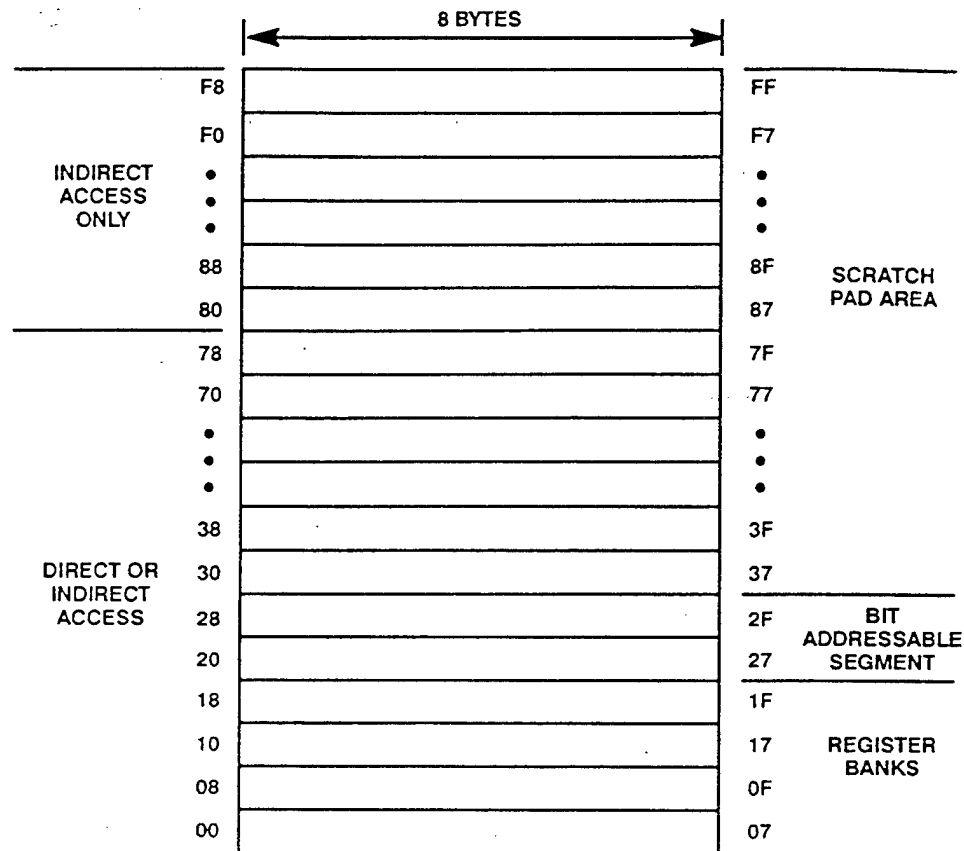 8 BYTES
F8 FF
F0 F7
INDIRECT
ACCESS
ONLY
88 8F
SCRATCH
PAD AREA
80 87
78 7F
70 77
38 3F
DIRECT OR
INDIRECT
ACCESS
30 37
28 2F
BIT
ADDRESSABLE
SEGMENT
20 27
18 1F
10 17
REGISTER
BANKS
08 0F
00 07